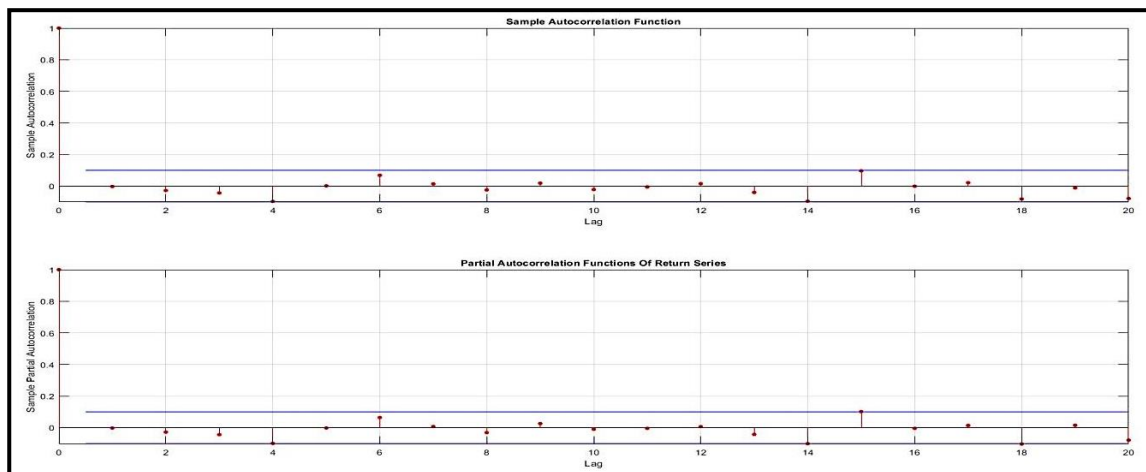 Sample Autocorrelation Function
Sample Autocorrelation
1
0.8
0.6
0.4
0.2
0
0 2 4 6 8 10 12 14 16 18 20
Lag
Partial Autocorrelation Functions Of Return Series
Sample Partial Autocorrelation
1
0.8
0.6
0.4
0.2
0
0 2 4 6 8 10 12 14 16 18 20
Lag